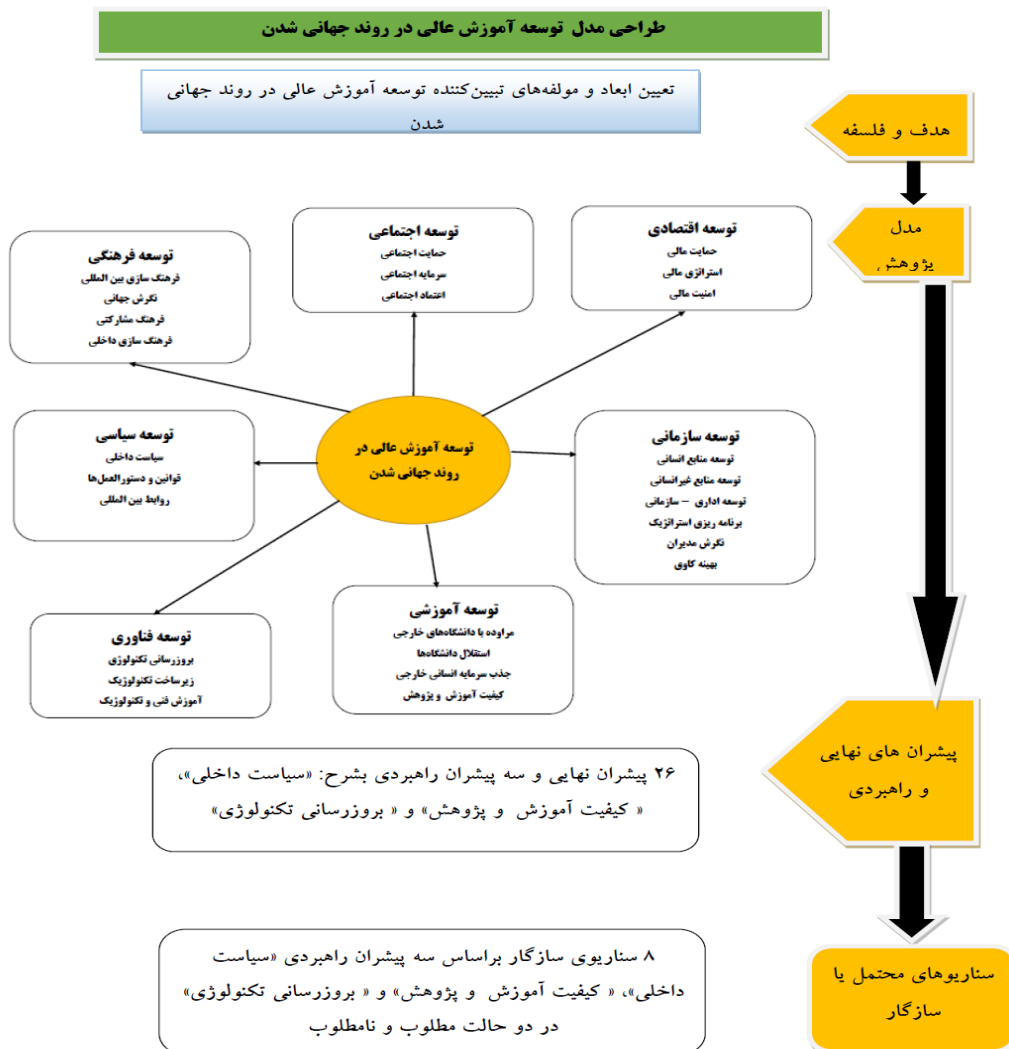 طراحی مدل توسعه آموزش عالی در روند جهانی شدن
تعیین ابعاد و مولفه‌های تبیین‌کننده توسعه آموزش عالی در روند جهانی
شدن
هدف و فلسفه
مدل
پژوهش
توسعه اقتصادی
حمایت مالی
استراتژی مالی
امنیت مالی
توسعه اجتماعی
حمایت اجتماعی
سرمایه اجتماعی
اعتماد اجتماعی
توسعه فرهنگی
فرهنگ سازی بین المللی
نگرش جهانی
فرهنگ مشارکتی
فرهنگ سازی داخلی
توسعه سازمانی
توسعه منابع انسانی
توسعه منابع غیرانسانی
توسعه اداری – سازمانی
برنامه ریزی استراتژیک
نگرش مدیران
بهینه کاوی
توسعه آموزش عالی در
روند جهانی شدن
توسعه سیاسی
سیاست داخلی
قوانین و دستورالعمل‌ها
روابط بین المللی
توسعه آموزشی
مراوده با دانشگاه‌های خارجی
استقلال دانشگاه‌ها
جذب سرمایه انسانی خارجی
کیفیت آموزش و پژوهش
توسعه فناوری
بروزرسانی تکنولوژی
زیرساخت تکنولوژیک
آموزش فنی و تکنولوژیک
پیشران های نهایی
و راهبردی
۲۶ پیشران نهایی و سه پیشران راهبردی بشرح: «سیاست داخلی»،
« کیفیت آموزش و پژوهش» و « بروزرسانی تکنولوژی»
سناریوهای محتمل یا
سازگار
۸ سناریوی سازگار براساس سه پیشران راهبردی «سیاست
داخلی»، « کیفیت آموزش و پژوهش» و « بروزرسانی تکنولوژی»
در دو حالت مطلوب و نامطلوب